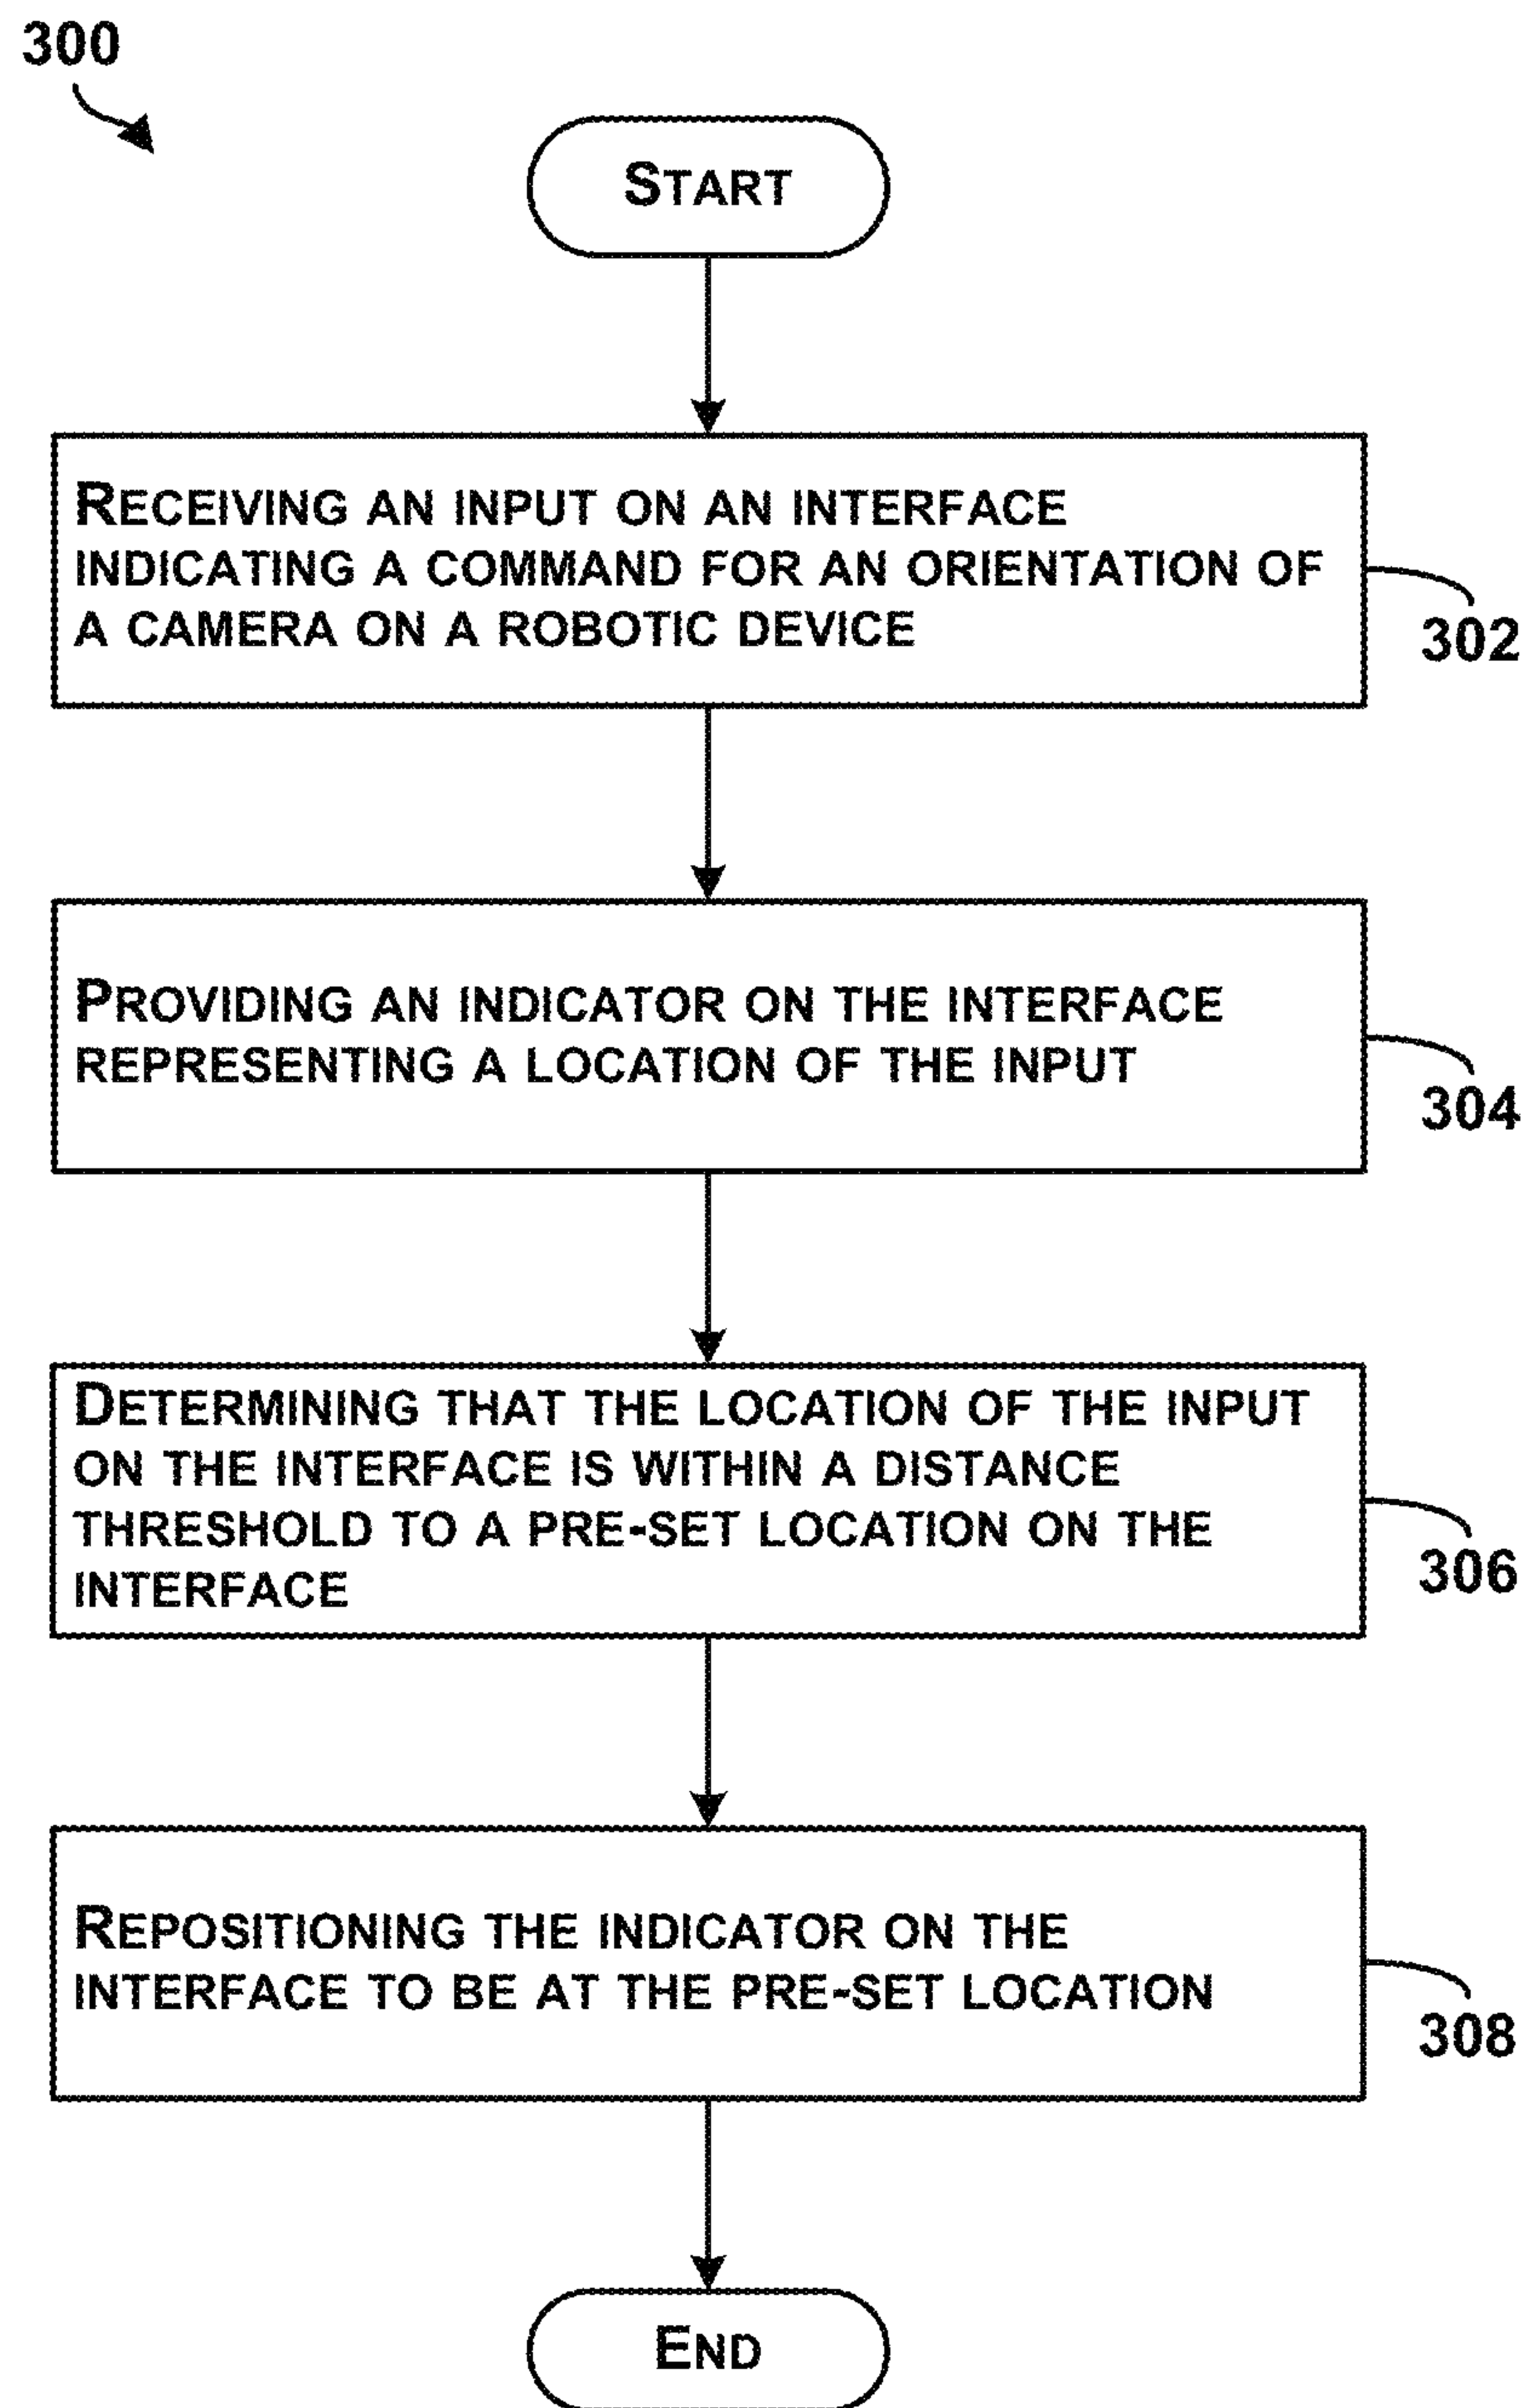 300
START
RECEIVING AN INPUT ON AN INTERFACE
INDICATING A COMMAND FOR AN ORIENTATION OF
A CAMERA ON A ROBOTIC DEVICE
302
PROVIDING AN INDICATOR ON THE INTERFACE
REPRESENTING A LOCATION OF THE INPUT
304
DETERMINING THAT THE LOCATION OF THE INPUT
ON THE INTERFACE IS WITHIN A DISTANCE
THRESHOLD TO A PRE-SET LOCATION ON THE
INTERFACE
306
REPOSITIONING THE INDICATOR ON THE
INTERFACE TO BE AT THE PRE-SET LOCATION
308
END